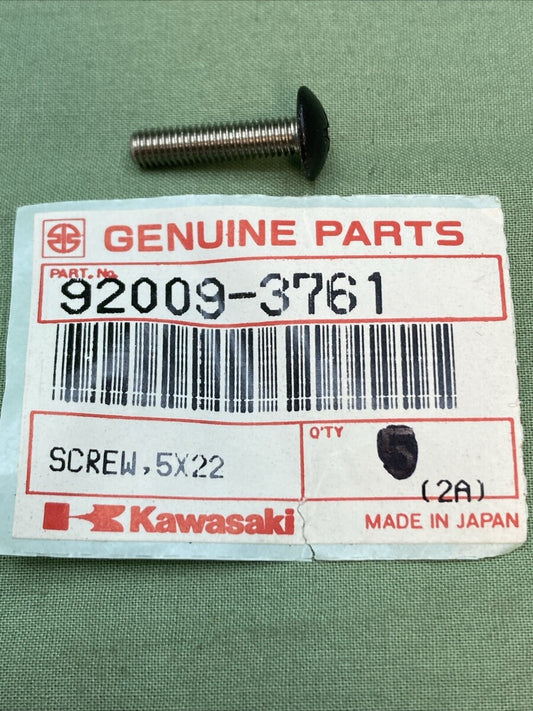 GENUINE PARTS
PART. No.
92009-3761
SCREW, 5X22
Q'TY
(2A)
Kawasaki
MADE IN JAPAN